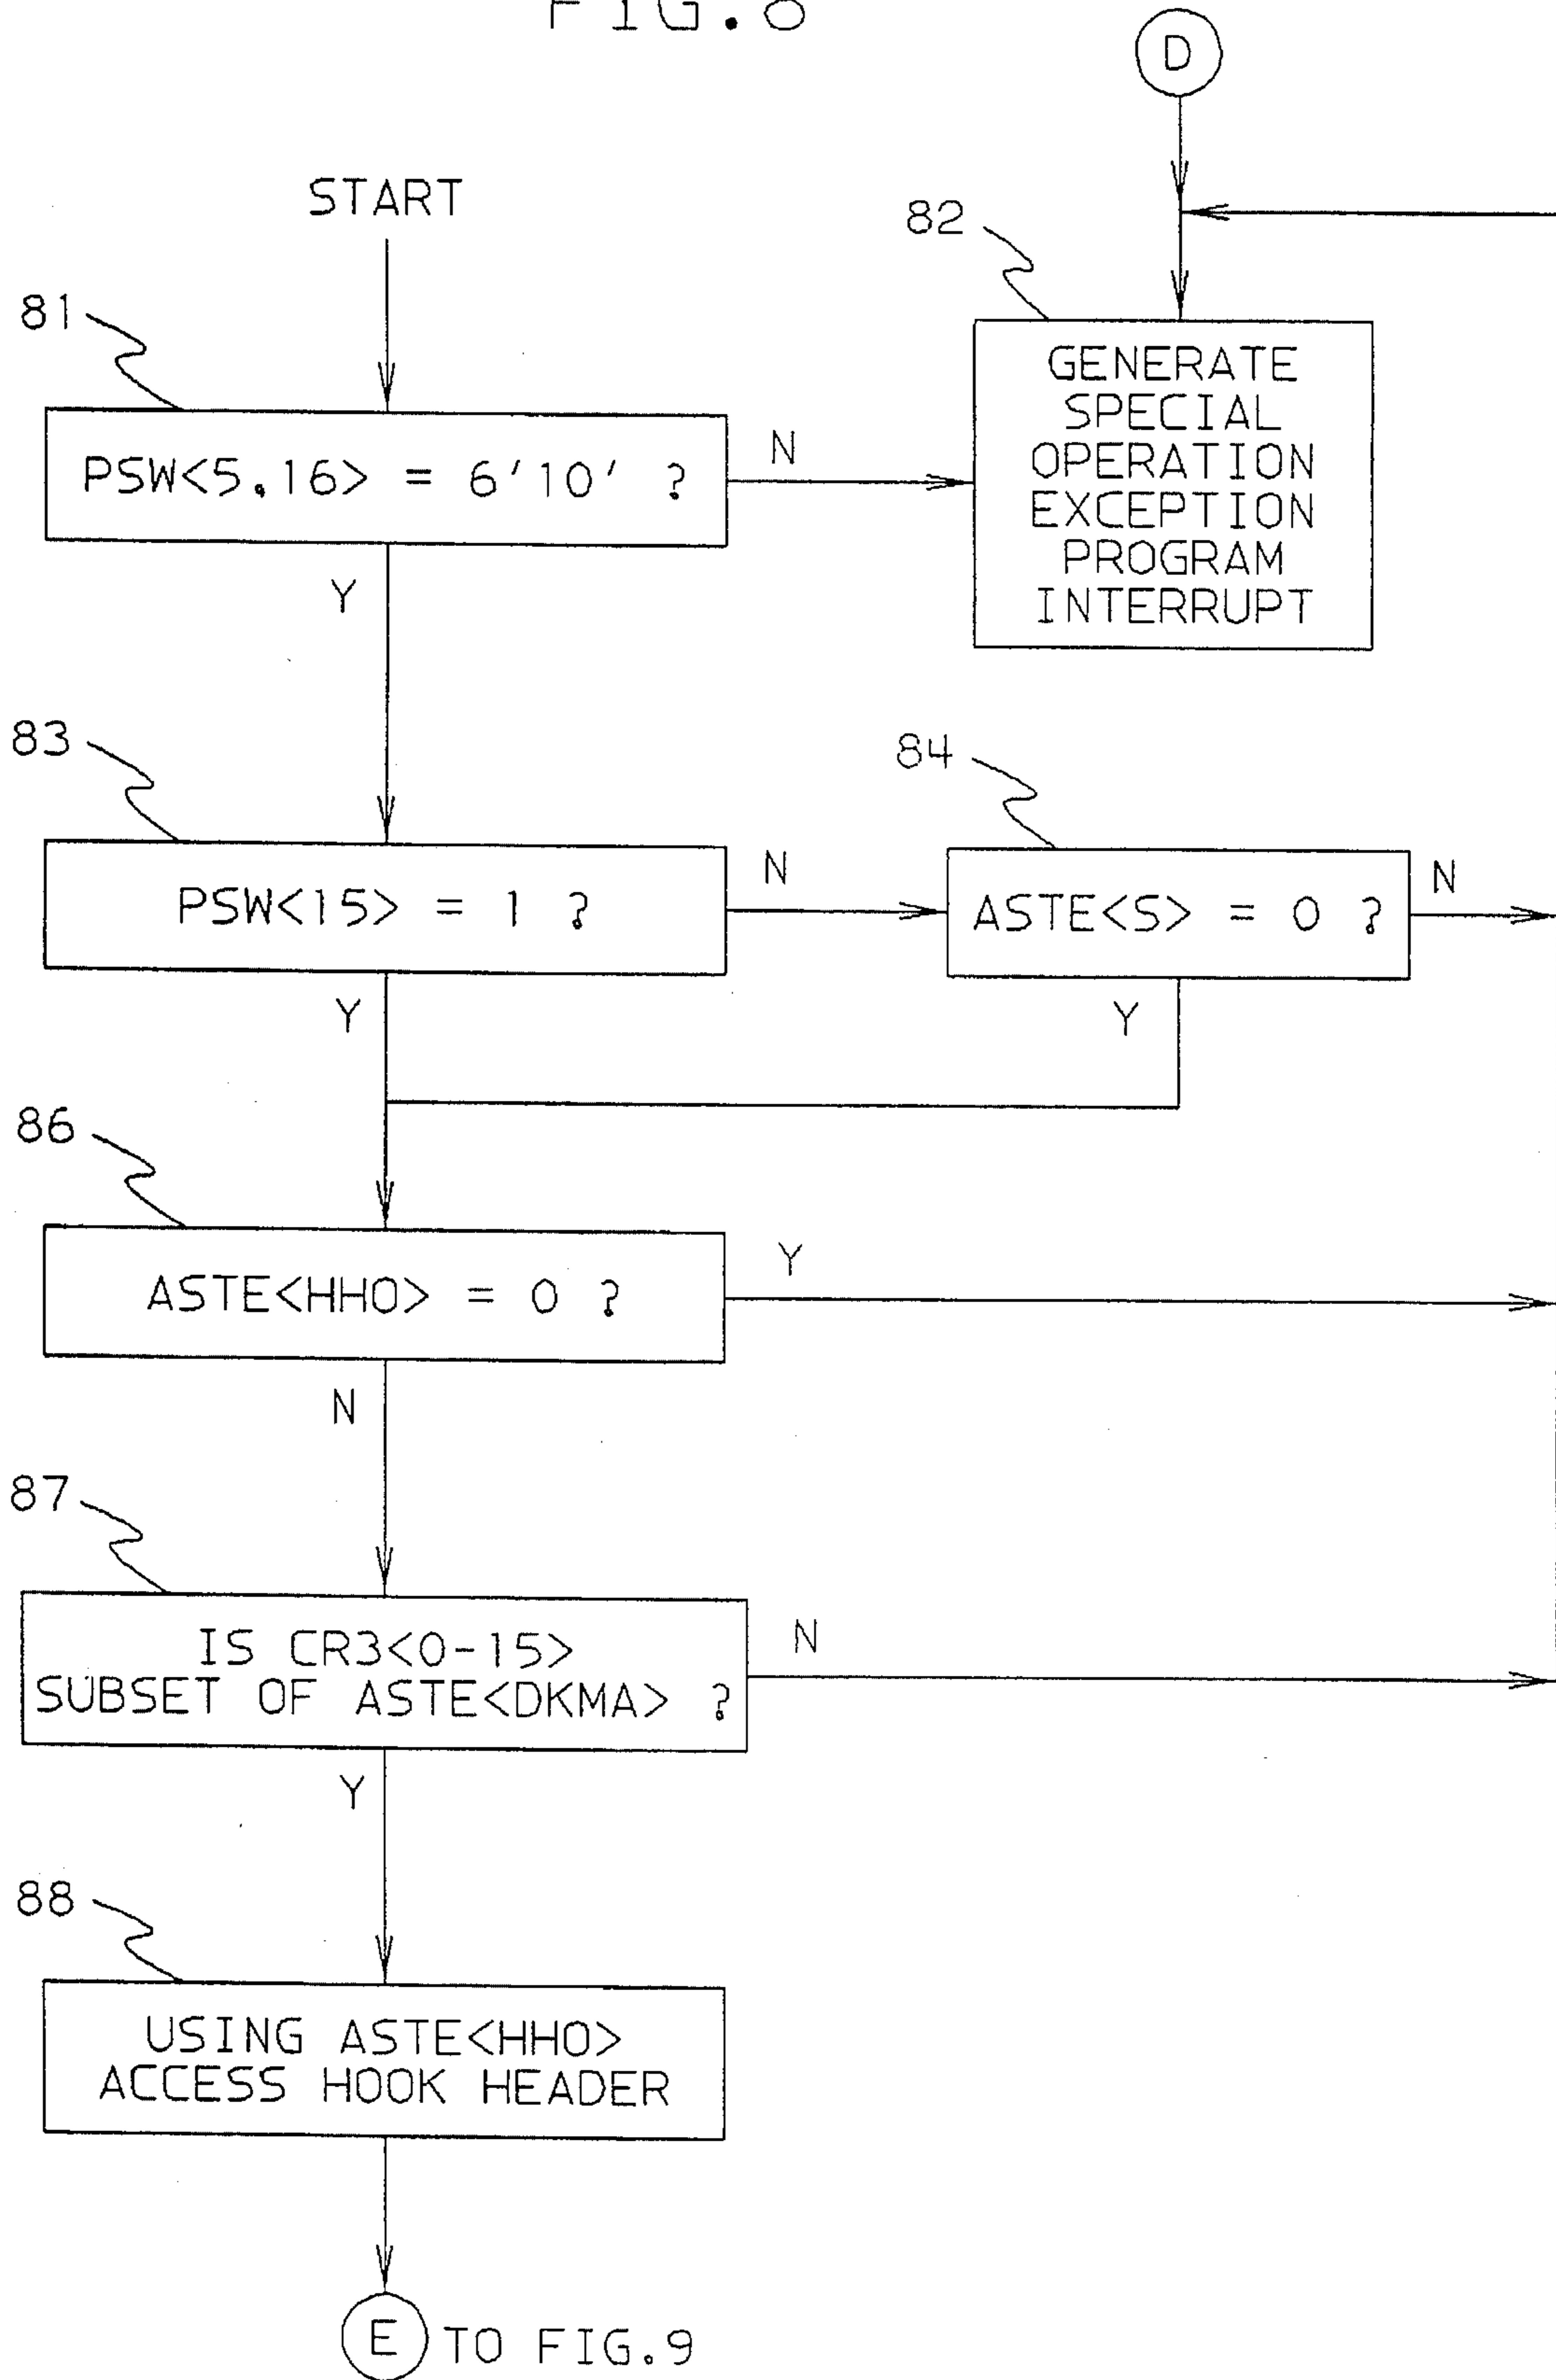 FIG.8
D
START
82
81
GENERATE
SPECIAL
OPERATION
EXCEPTION
PROGRAM
INTERRUPT
PSW<5,16> = 6'10' ?
N
Y
83
84
PSW<15> = 1 ?
N
ASTE<S> = 0 ?
N
Y
Y
86
ASTE<HHO> = 0 ?
Y
N
87
IS CR3<0-15>
SUBSET OF ASTE<DKMA> ?
N
Y
88
USING ASTE<HHO>
ACCESS HOOK HEADER
E TO FIG.9